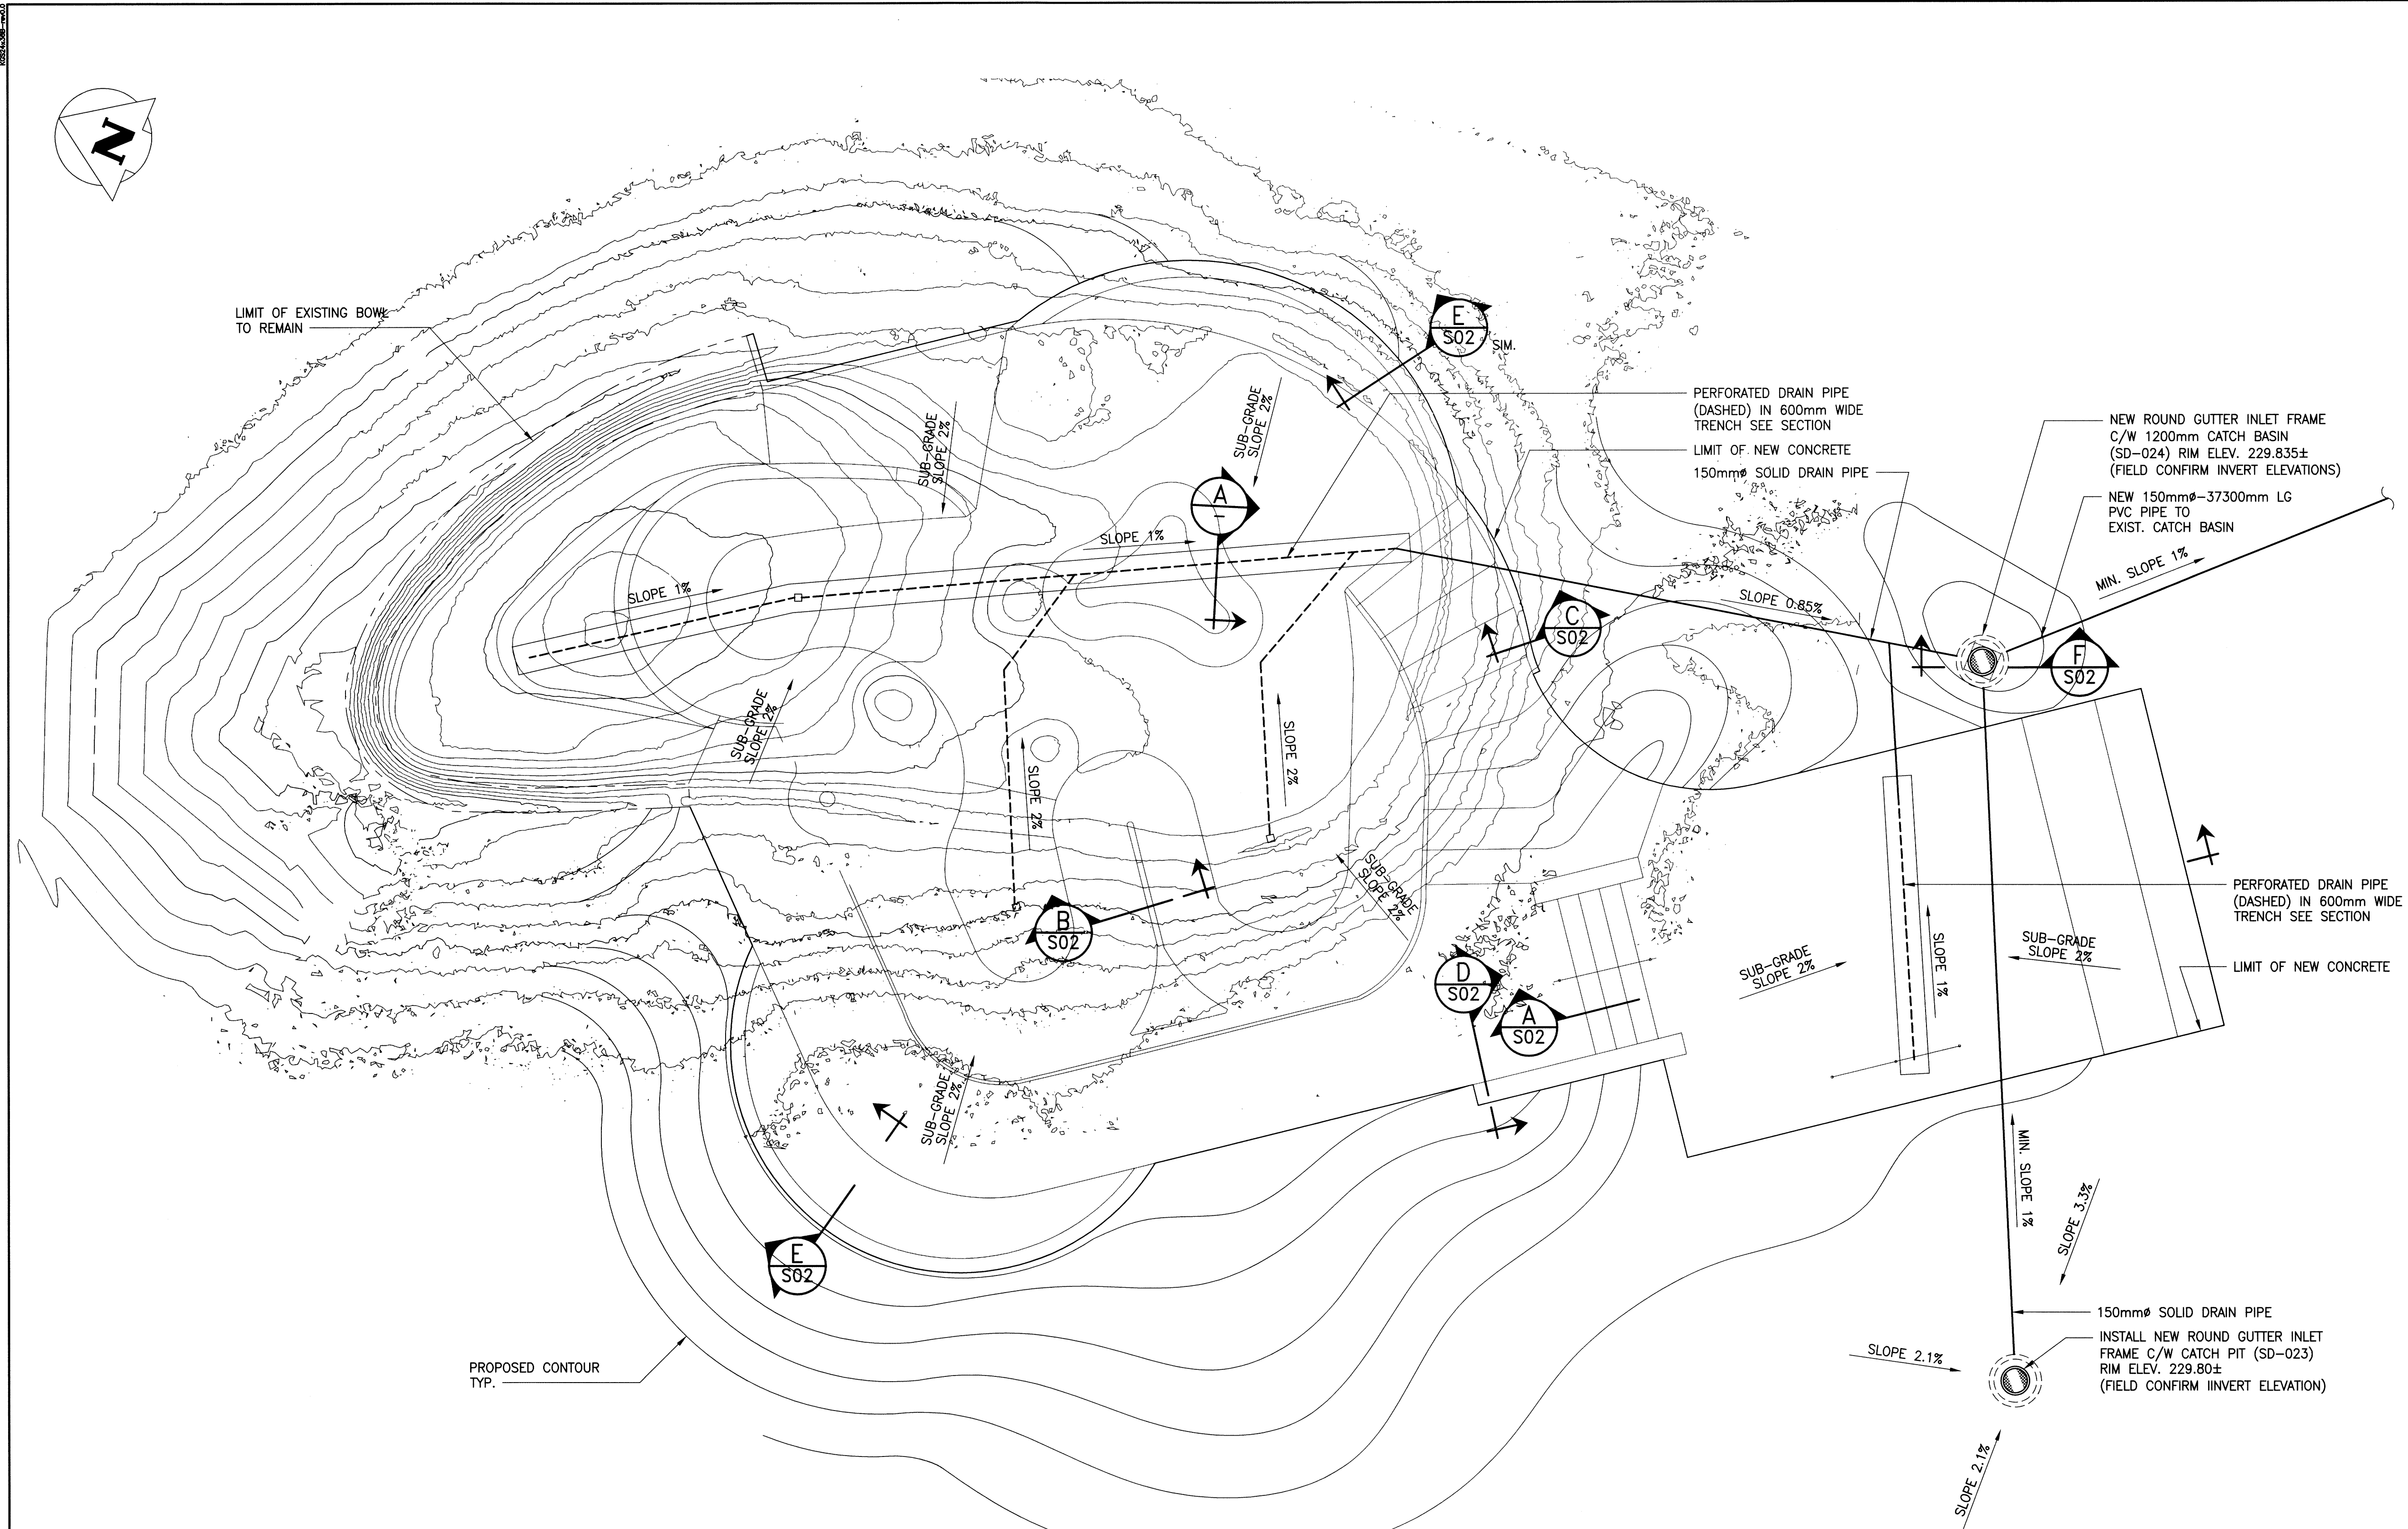 N
LIMIT OF EXISTING BOWL
TO REMAIN
SUB-GRADE
SLOPE 2%
SUB-GRADE
SLOPE 2%
E
S02
SIM.
PERFORATED DRAIN PIPE
(DASHED) IN 600mm WIDE
TRENCH SEE SECTION
LIMIT OF NEW CONCRETE
150mmø SOLID DRAIN PIPE
NEW ROUND GUTTER INLET FRAME
C/W 1200mm CATCH BASIN
(SD-024) RIM ELEV. 229.835±
(FIELD CONFIRM INVERT ELEVATIONS)
NEW 150mmø-37300mm LG
PVC PIPE TO
EXIST. CATCH BASIN
MIN. SLOPE 1%
A
-
SLOPE 1%
SLOPE 1%
SLOPE 0.85%
C
S02
F
S02
SUB-GRADE
SLOPE 2%
SLOPE 2%
SLOPE 2%
B
S02
SUB-GRADE
SLOPE 2%
D
S02
A
S02
SUB-GRADE
SLOPE 2%
SLOPE 1%
SUB-GRADE
SLOPE 2%
PERFORATED DRAIN PIPE
(DASHED) IN 600mm WIDE
TRENCH SEE SECTION
LIMIT OF NEW CONCRETE
SUB-GRADE
SLOPE 2%
E
S02
MIN. SLOPE 1%
SLOPE 3.3%
150mmø SOLID DRAIN PIPE
INSTALL NEW ROUND GUTTER INLET
FRAME C/W CATCH PIT (SD-023)
RIM ELEV. 229.80±
(FIELD CONFIRM IINVERT ELEVATION)
SLOPE 2.1%
SLOPE 2.1%
PROPOSED CONTOUR
TYP.